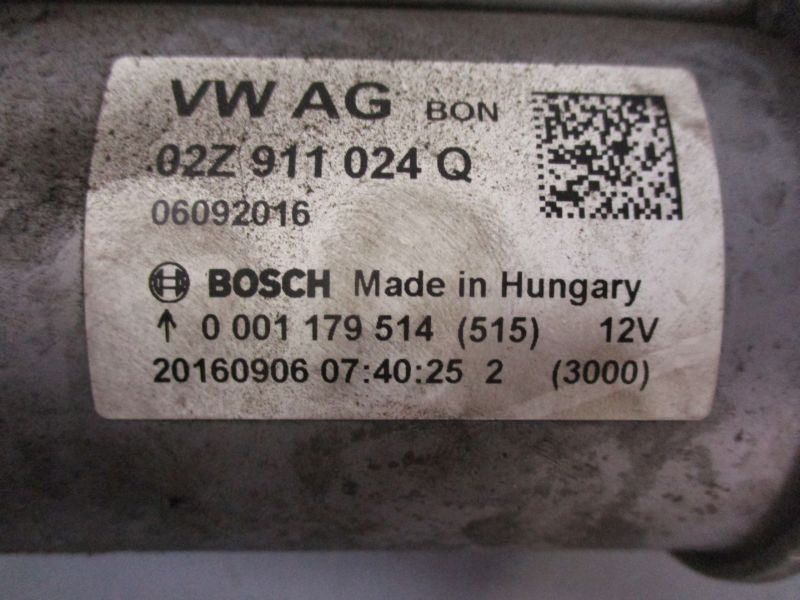 VW AG BON
02Z 911 024 Q
06092016
BOSCH Made in Hungary
↑ 0 001 179 514 (515) 12V
20160906 07:40:25 2 (3000)